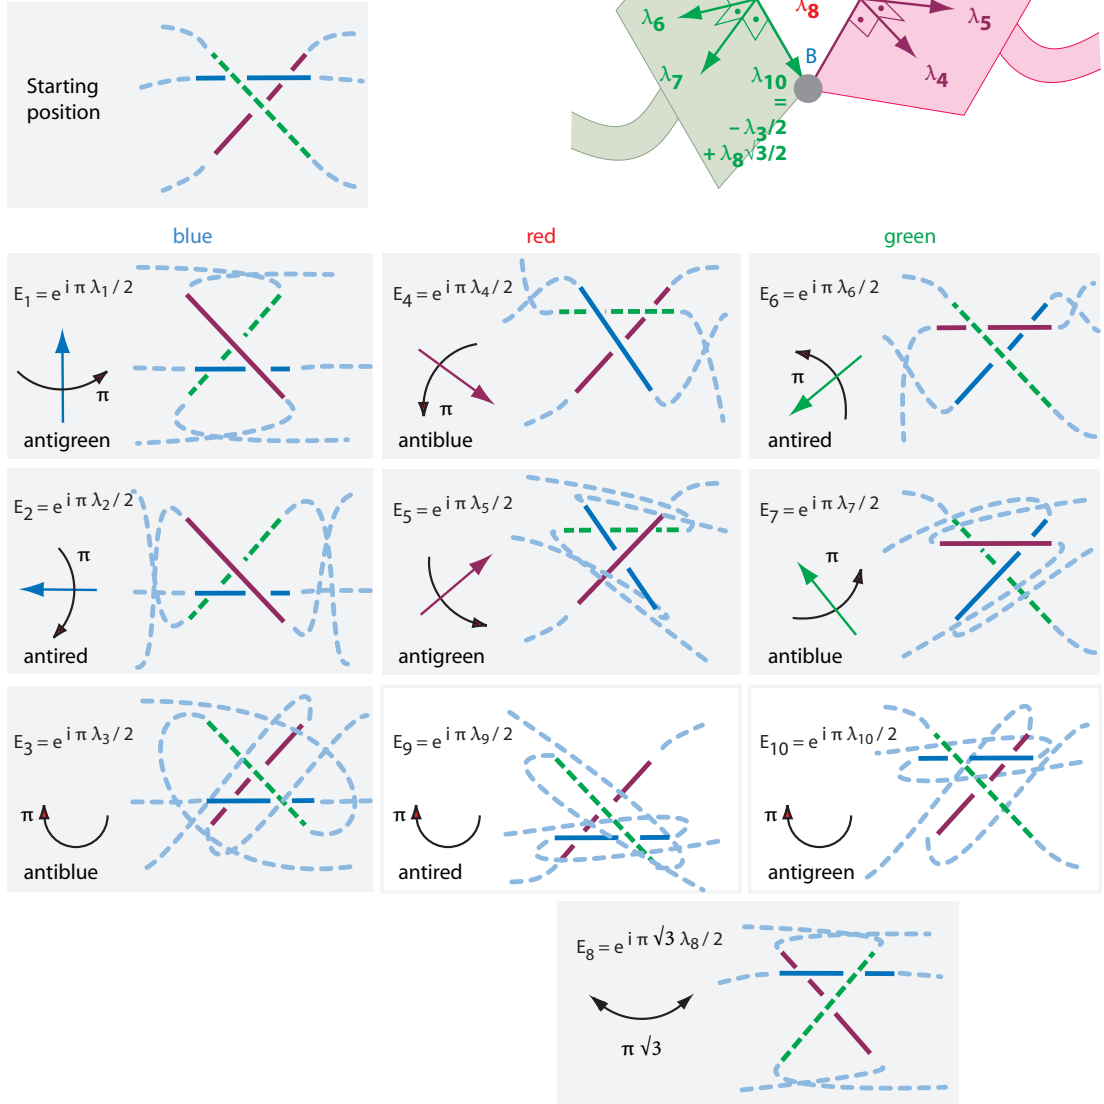 Starting
position
λ6
λ7
λ10
=
– λ3/2
+ λ8√3/2
λ8
B
λ5
λ4
blue
red
green
E1 = e i π λ1 / 2
π
antigreen
E4 = e i π λ4 / 2
π
antiblue
E6 = e i π λ6 / 2
π
antired
E2 = e i π λ2 / 2
π
antired
E5 = e i π λ5 / 2
π
antigreen
E7 = e i π λ7 / 2
π
antiblue
E3 = e i π λ3 / 2
π
antiblue
E9 = e i π λ9 / 2
π
antired
E10 = e i π λ10 / 2
π
antigreen
E8 = e i π √3 λ8 / 2
π √3